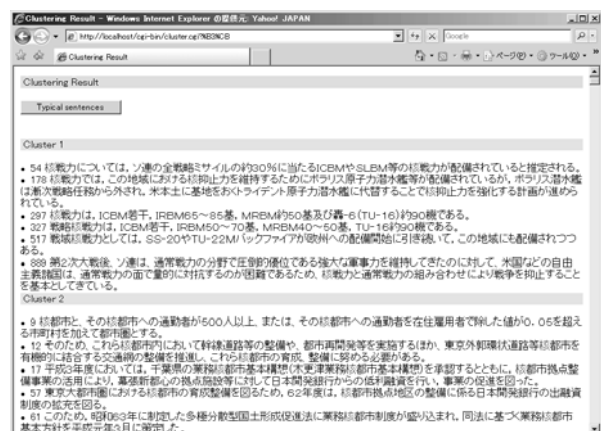 Clustering Result - Windows Internet Explorer の提供元: Yahoo! JAPAN
http://localhost/cgi-bin/cluster.cgi?%B3%CB
Google
Clustering Result
ページ(P)
ツール(O)
Clustering Result
Typical sentences
Cluster 1
• 54 核戦力については，ソ連の全戦略ミサイルの約30%に当たるICBMやSLBM等の核戦力が配備されていると推定される。
• 178 核戦力では，この地域における核抑止力を維持するためにポラリス原子力潜水艦等が配備されているが，ポラリス潜水艦
は漸次戦略任務から外され，米本土に基地をおくトライデント原子力潜水艦に代替することで核抑止力を強化する計画が進めら
れている。
• 297 核戦力は，ICBM若干，IRBM65～85基，MRBM約50基及び轟-6(TU-16)約90機である。
• 327 戦略核戦力は，ICBM若干，IRBM50～70基，MRBM40～50基，TU-16約90機である。
• 517 戦域核戦力としては，SS-20やTU-22Mバックファイアが欧州への配備開始に引き続いて，この地域にも配備されつつ
ある。
• 889 第2次大戦後，ソ連は，通常戦力の分野で圧倒的優位である強大な軍事力を維持してきたのに対して，米国などの自由
主義諸国は，通常戦力の面で量的に対抗するのが困難であるため，核戦力と通常戦力の組み合わせにより戦争を抑止すること
を基本としてきている。
Cluster 2
• 9 核都市と，その核都市への通勤者が500人以上，または，その核都市への通勤者を在住雇用者で除した値が0．05を超え
る市町村を加えて都市圏とする。
• 12 そのため，これら核都市内において幹線道路等の整備や，都市再開発等を実施するほか，東京外郭環状道路等核都市を
有機的に結合する交通網の整備を推進し，これら核都市の育成，整備に努める必要がある。
• 17 平成3年度においては，千葉県の業務核都市基本構想(木更津業務核都市基本構想)を承認するとともに，核都市拠点整
備事業の活用により，幕張新都心の拠点施設等に対して日本開発銀行からの低利融資を行い，事業の促進を図った。
• 57 東京大都市圏における核都市の育成整備を図るため，62年度は，核都市拠点地区の整備に係る日本開発銀行の出融資
制度の拡充を図る。
• 61 このため，昭和63年に制定した多極分散型国土形成促進法に業務核都市制度が盛り込まれ，同法に基づく業務核都市
基本方針を平成元年3月に策定した。